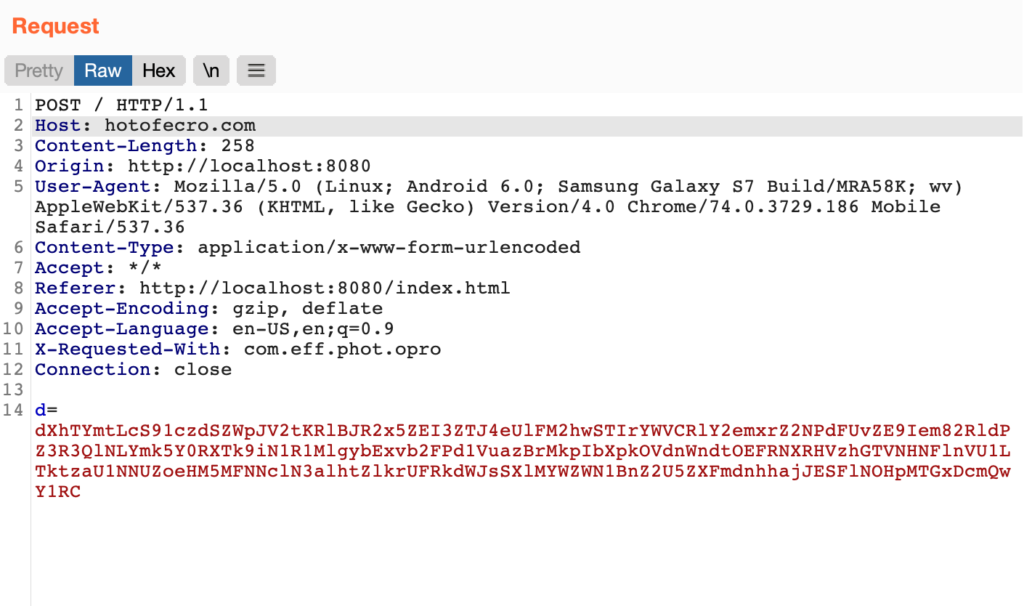 Request
Pretty Raw Hex \n
1 POST / HTTP/1.1
2 Host: hotofecro.com
3 Content-Length: 258
4 Origin: http://localhost:8080
5 User-Agent: Mozilla/5.0 (Linux; Android 6.0; Samsung Galaxy S7 Build/MRA58K; wv)
AppleWebKit/537.36 (KHTML, like Gecko) Version/4.0 Chrome/74.0.3729.186 Mobile
Safari/537.36
6 Content-Type: application/x-www-form-urlencoded
7 Accept: */*
8 Referer: http://localhost:8080/index.html
9 Accept-Encoding: gzip, deflate
10 Accept-Language: en-US,en;q=0.9
11 X-Requested-With: com.eff.phot.opro
12 Connection: close
13
14 d=
dXhTYmtLcS91czdSZWpJV2tKRlBJR2x5ZEI3ZTJ4eUlFM2hwSTIrYWVCRlY2emxrZ2NPdFUvZE9Iem82RldP
Z3R3QlNLYmk5Y0RXTk9iN1R1MlgybExvb2FPd1VuazBrMkpIbXpkOVdnWndtOEFRNXRHVzhGTVNHNFlnVU1L
TktzaU1NNUZoeHM5MFNNclN3alhtZlkrUFRkdWJsSXlMYWZWN1BnZ2U5ZXFmdnhhajJESFlNOHpMTGxDcmQw
Y1RC